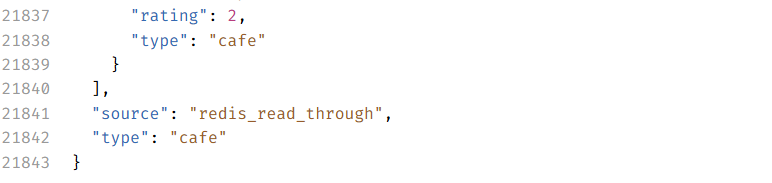 21837 "rating": 2,
21838 "type": "cafe"
21839 }
21840 ],
21841 "source": "redis_read_through",
21842 "type": "cafe"
21843 }